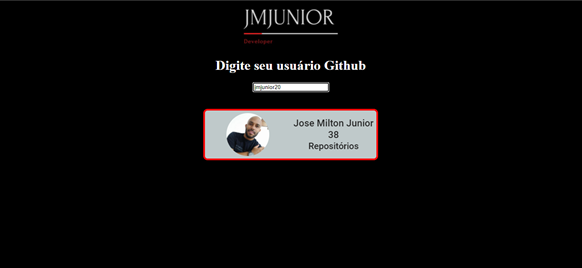 JMJUNIOR
Developer
Digite seu usuário Github
jmjunior20
Jose Milton Junior
38
Repositórios